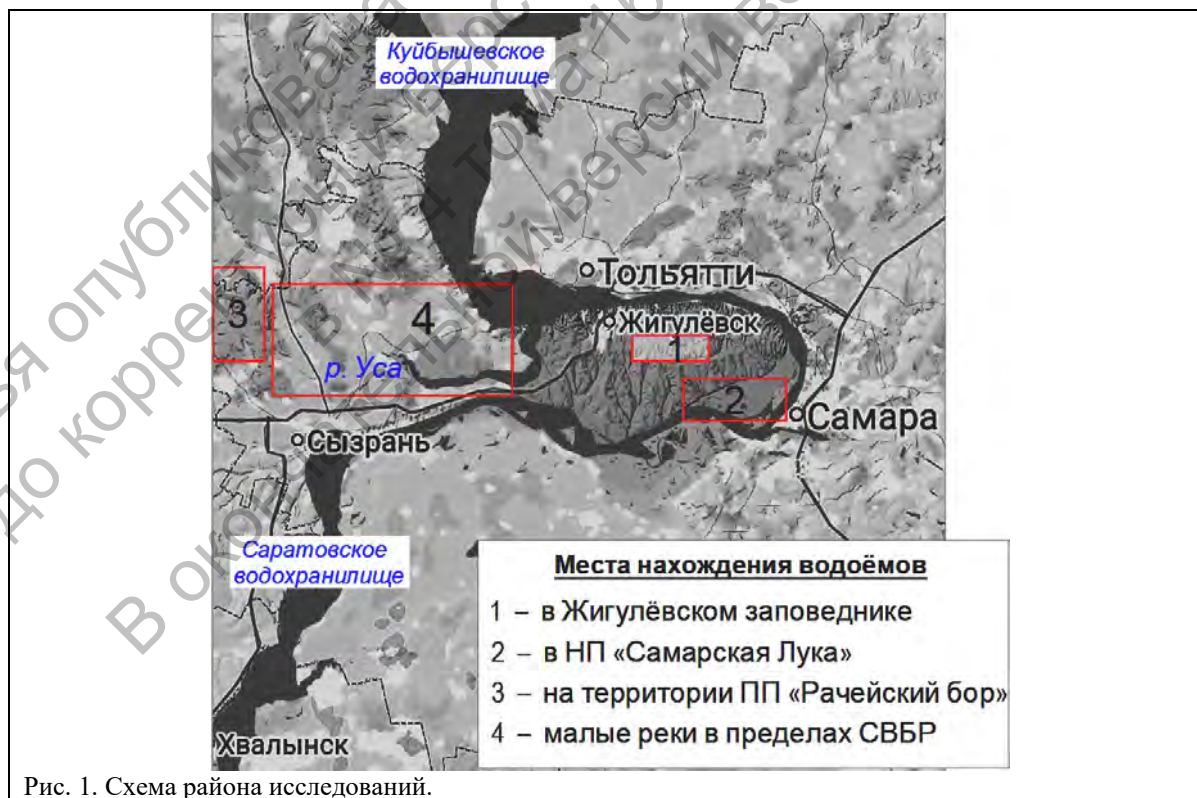 Куйбышевское
водохранилище
Тольятти
Жигулёвск
3
4
1
р. Уса
2
Самара
Сызрань
Саратовское
водохранилище
Места нахождения водоёмов
1 – в Жигулёвском заповеднике
2 – в НП «Самарская Лука»
3 – на территории ПП «Рачейский бор»
4 – малые реки в пределах СВБР
Хвалынск
Рис. 1. Схема района исследований.